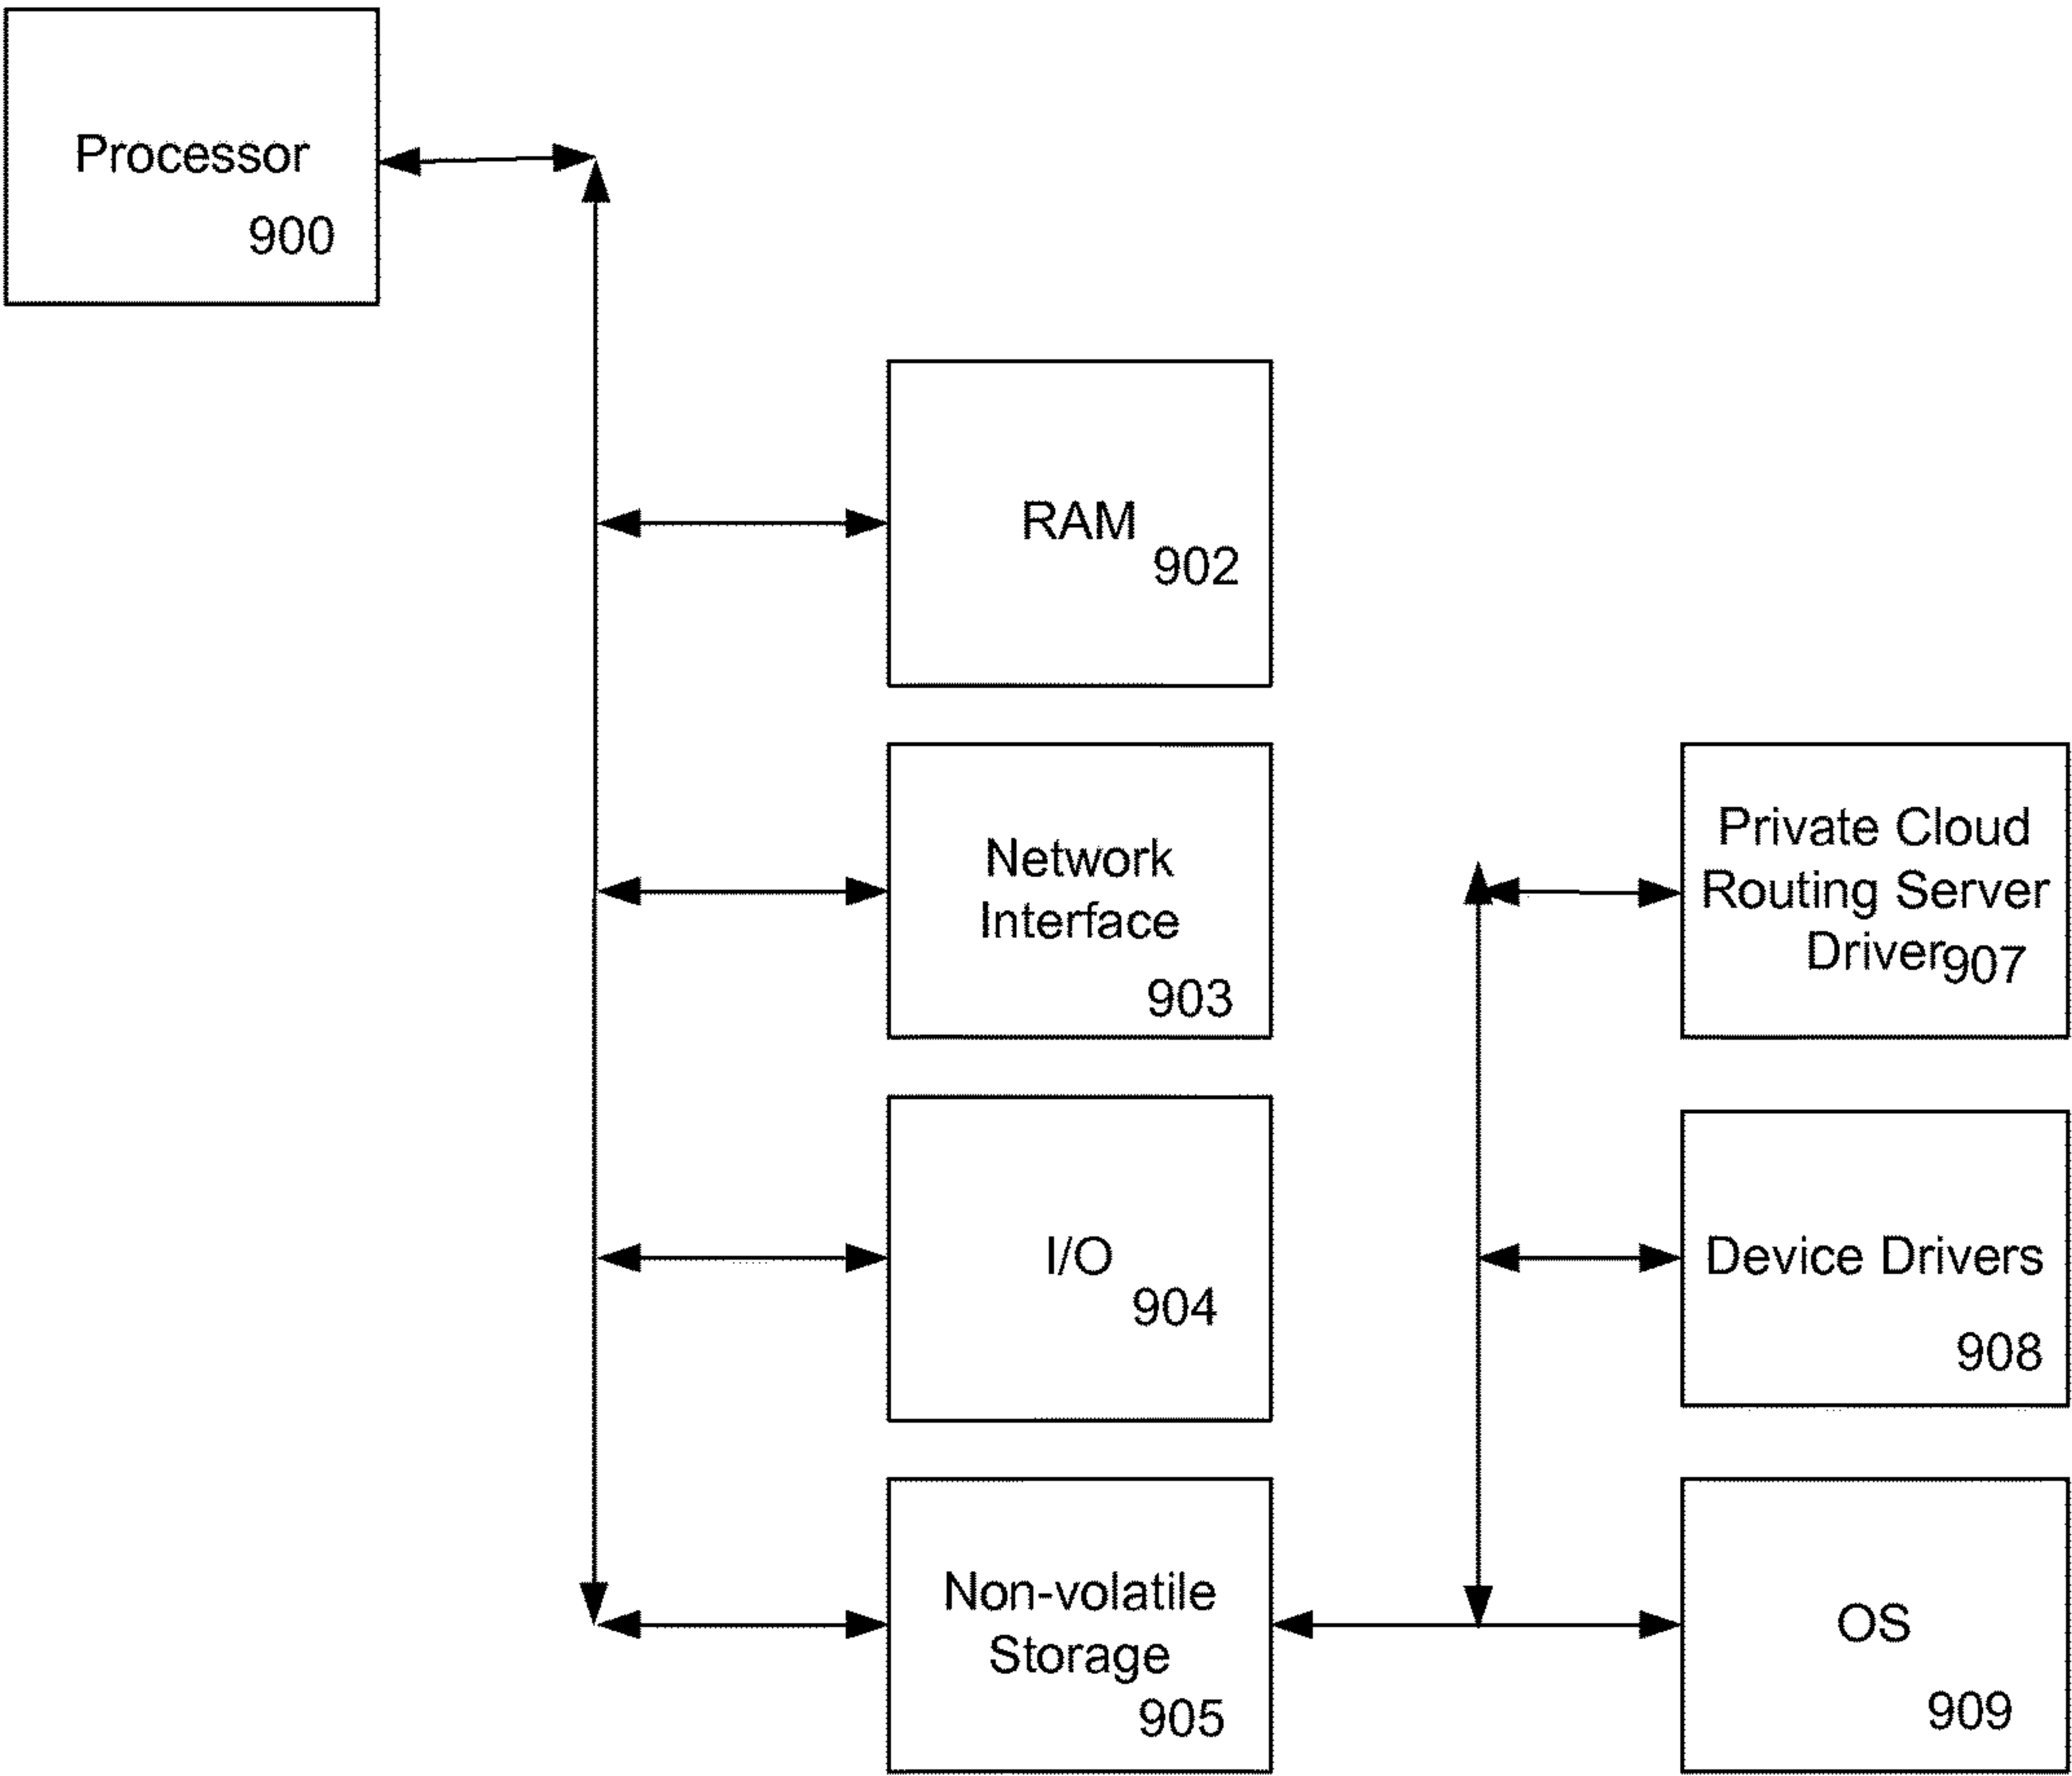 Processor
900
RAM
902
Network
Interface
903
I/O
904
Non-volatile
Storage
905
Private Cloud
Routing Server
Driver907
Device Drivers
908
OS
909